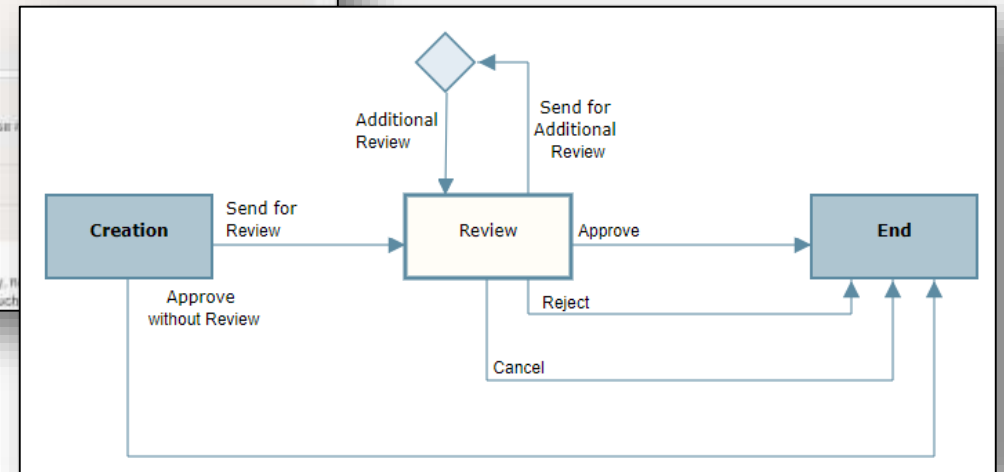 Additional
Review
Send for
Additional
Review
Creation
Send for
Review
Review
Approve
End
Approve
without Review
Reject
Cancel